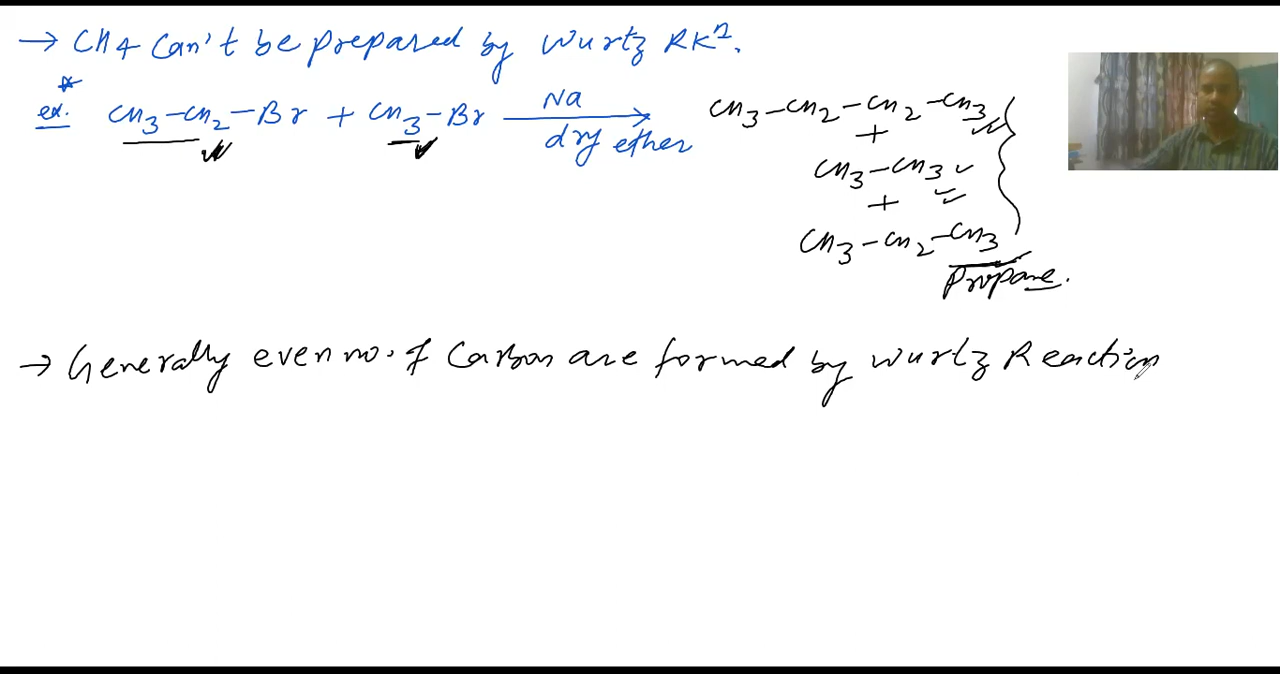 → CH4 Can't be prepared by Wurtz RXn.
ex. CH3-CH2-Br + CH3-Br Na dry ether → CH3-CH2-CH2-CH3
+
CH3-CH3
+
CH3-CH2-CH3
Propane.
→ Generally even no. of Carbon are formed by Wurtz Reaction